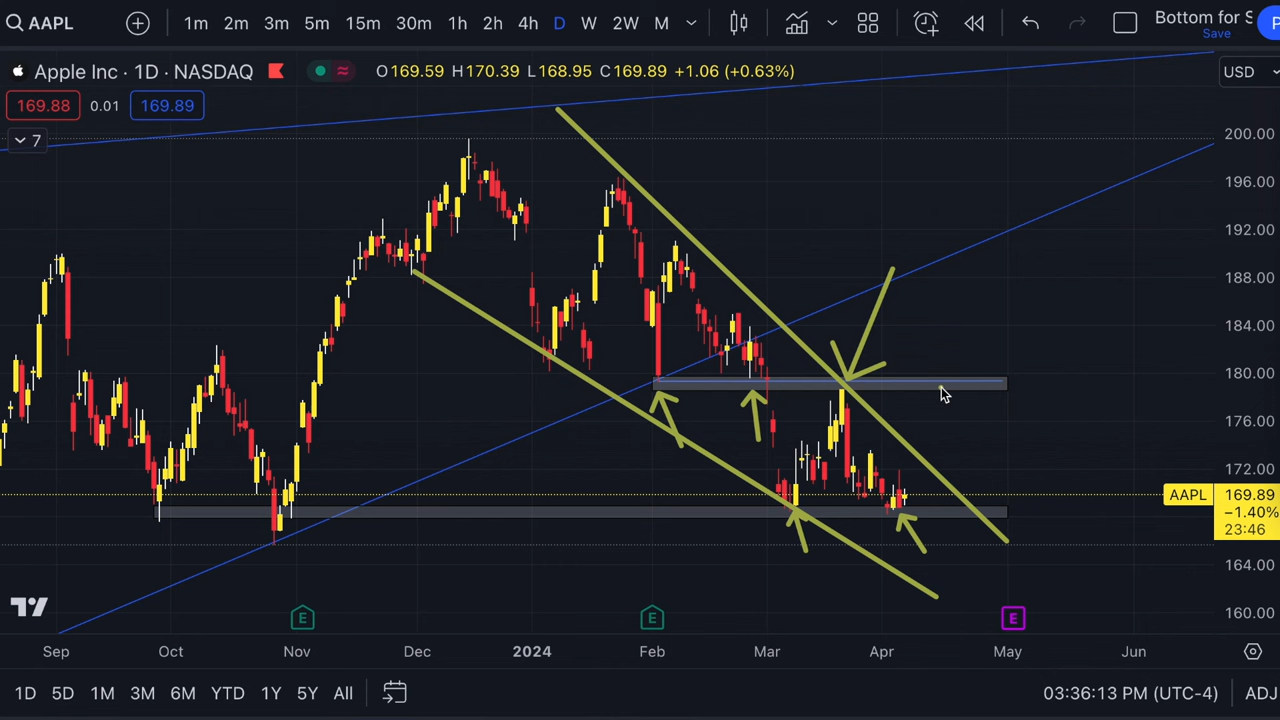 AAPL 1m 2m 3m 5m 15m 30m 1h 2h 4h D W 2W M Bottom for S
Save
Apple Inc · 1D · NASDAQ O169.59 H170.39 L168.95 C169.89 +1.06 (+0.63%) USD
169.88 0.01 169.89
7
200.00
196.00
192.00
188.00
184.00
180.00
176.00
172.00
AAPL 169.89
−1.40%
23:46
164.00
160.00
E E E
Sep Oct Nov Dec 2024 Feb Mar Apr May Jun
1D 5D 1M 3M 6M YTD 1Y 5Y All 03:36:13 PM (UTC-4) ADJ